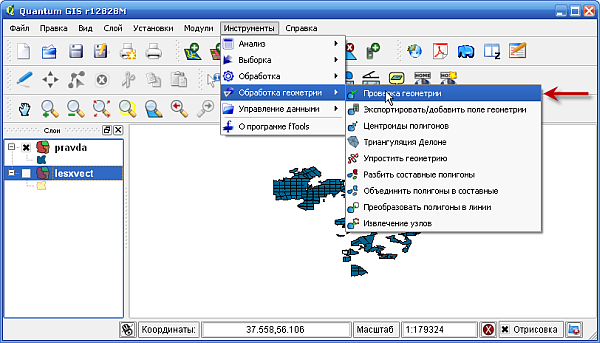 Quantum GIS r12828M
Файл Правка Вид Слой Установки Модули Инструменты Справка
Анализ
Выборка
Обработка
Обработка геометрии
Управление данными
О программе fTools
Проверка геометрии
Экспортировать/добавить поле геометрии
Центроиды полигонов
Триангуляция Делоне
Упростить геометрию
Разбить составные полигоны
Объединить полигоны в составные
Преобразовать полигоны в линии
Извлечение узлов
Слои
pravda
lesxvect
Координаты: 37.558,56.106 Масштаб 1:179324 Отрисовка